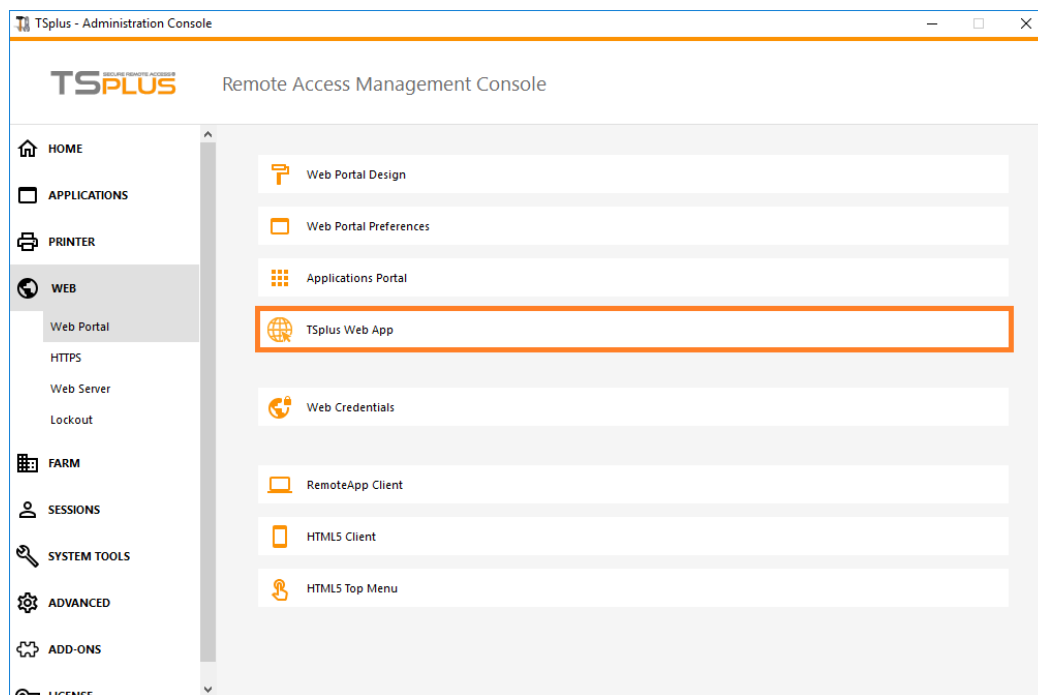 TSplus - Administration Console
TSPLUS
SECURE REMOTE ACCESS®
Remote Access Management Console
HOME
APPLICATIONS
PRINTER
WEB
Web Portal
HTTPS
Web Server
Lockout
FARM
SESSIONS
SYSTEM TOOLS
ADVANCED
ADD-ONS
LICENSE
Web Portal Design
Web Portal Preferences
Applications Portal
TSplus Web App
Web Credentials
RemoteApp Client
HTML5 Client
HTML5 Top Menu